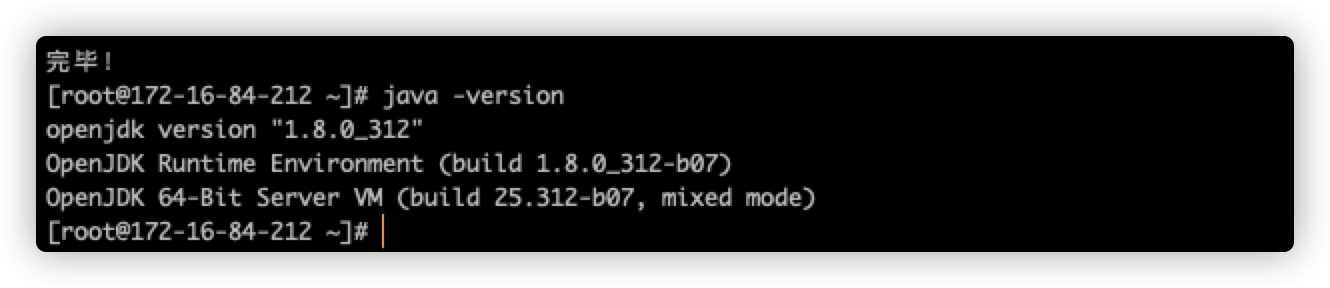 完毕！
[root@172-16-84-212 ~]# java -version
openjdk version "1.8.0_312"
OpenJDK Runtime Environment (build 1.8.0_312-b07)
OpenJDK 64-Bit Server VM (build 25.312-b07, mixed mode)
[root@172-16-84-212 ~]#